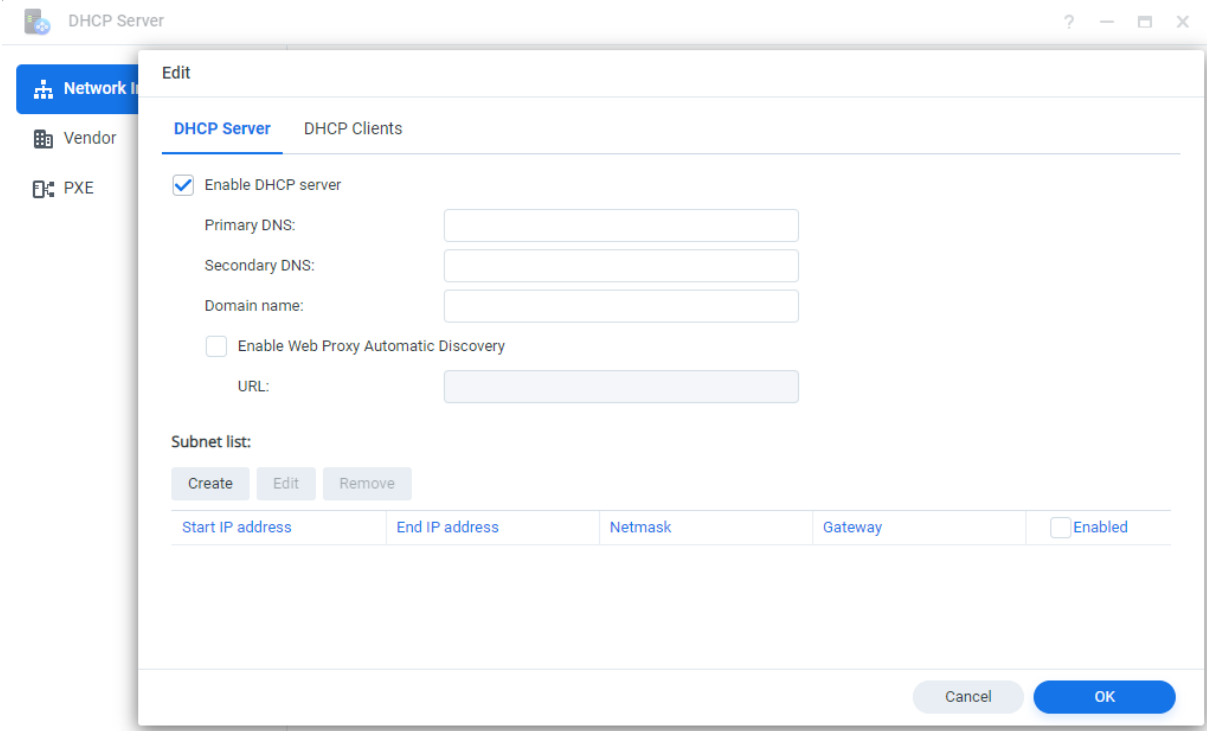 DHCP Server
?
Network I
Edit
Vendor
PXE
DHCP Server DHCP Clients
Enable DHCP server
Primary DNS:
Secondary DNS:
Domain name:
Enable Web Proxy Automatic Discovery
URL:
Subnet list:
Create Edit Remove
Start IP address End IP address Netmask Gateway Enabled
Cancel OK